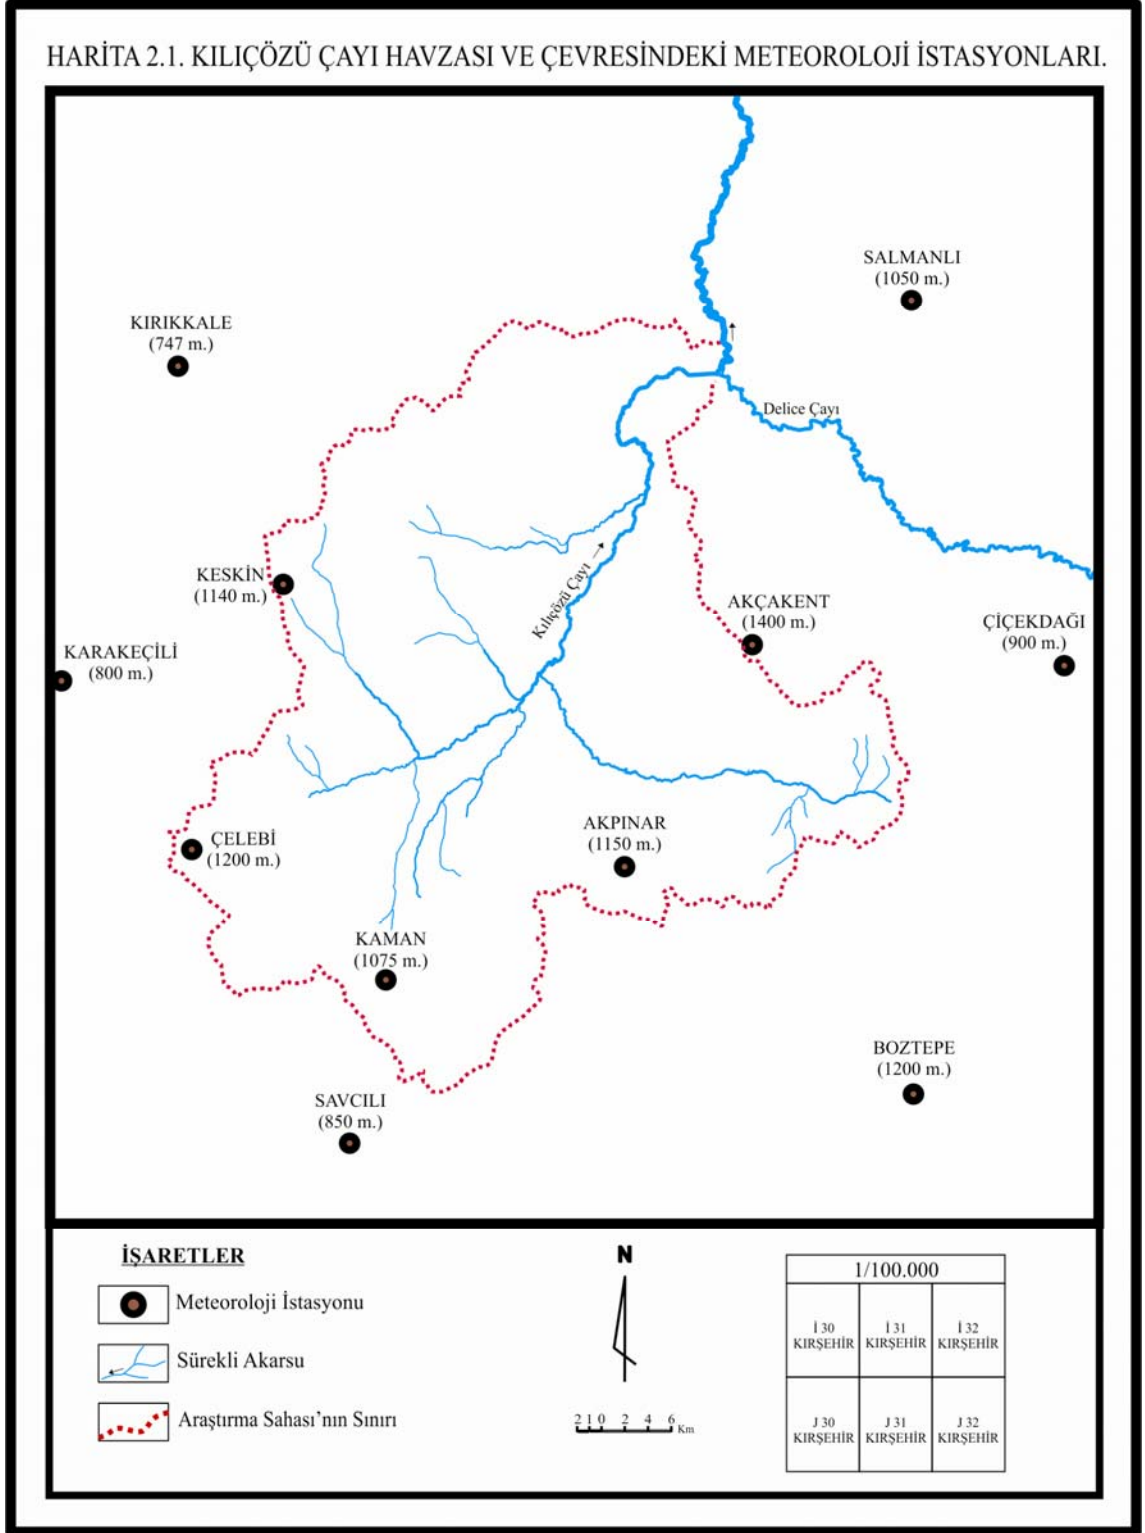 HARİTA 2.1. KILIÇÖZÜ ÇAYI HAVZASI VE ÇEVRESİNDEKİ METEOROLOJİ İSTASYONLARI.
SALMANLI
(1050 m.)
KIRIKKALE
(747 m.)
Delice Çayı
KESKİN
(1140 m.)
Kılıçözü Çayı
AKÇAKENT
(1400 m.)
ÇİÇEKDAĞI
(900 m.)
KARAKEÇİLİ
(800 m.)
ÇELEBİ
(1200 m.)
AKPINAR
(1150 m.)
KAMAN
(1075 m.)
BOZTEPE
(1200 m.)
SAVCILI
(850 m.)
İŞARETLER
Meteoroloji İstasyonu
Sürekli Akarsu
Araştırma Sahası'nın Sınırı
N
2 1 0 2 4 6 Km
1/100.000
İ 30 İ 31 İ 32
KIRŞEHİR KIRŞEHİR KIRŞEHİR
J 30 J 31 J 32
KIRŞEHİR KIRŞEHİR KIRŞEHİR